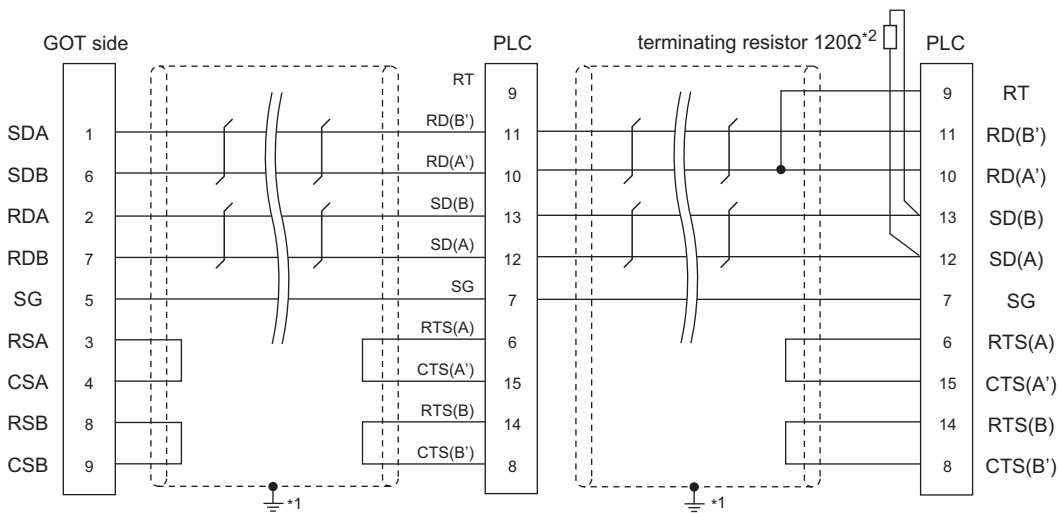 GOT side PLC terminating resistor 120Ω*2 PLC
RT 9 9 RT
SDA 1 RD(B’) 11 11 RD(B’)
SDB 6 RD(A’) 10 10 RD(A’)
RDA 2 SD(B) 13 13 SD(B)
RDB 7 SD(A) 12 12 SD(A)
SG 5 SG 7 7 SG
RSA 3 RTS(A) 6 6 RTS(A)
CSA 4 CTS(A’) 15 15 CTS(A’)
RSB 8 RTS(B) 14 14 RTS(B)
CSB 9 CTS(B’) 8 8 CTS(B’)
*1 *1